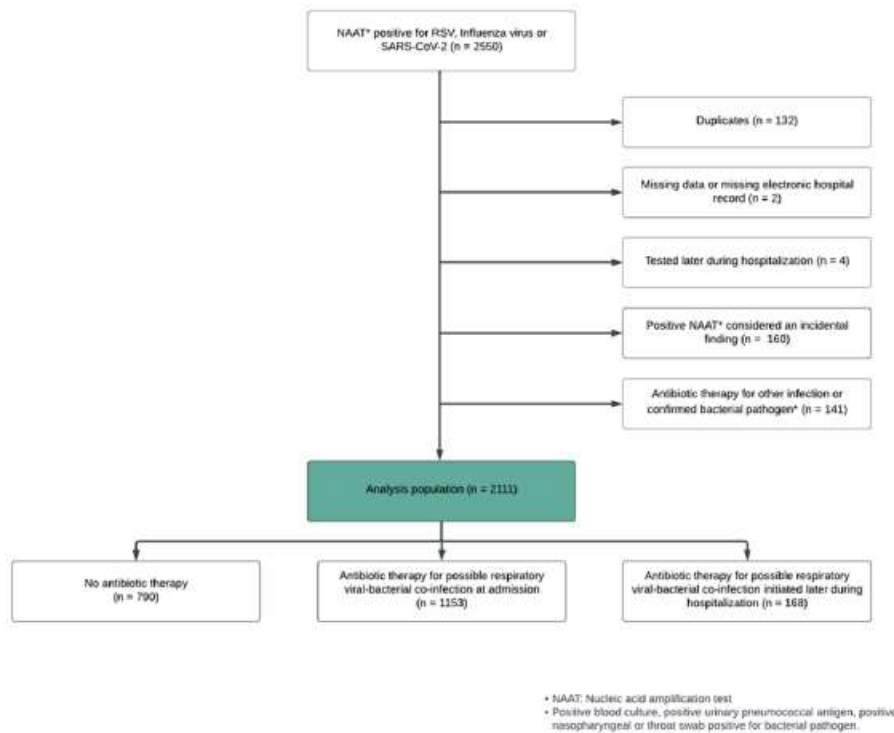 NAAT* positive for RSV, Influenza virus or
SARS-CoV-2 (n = 2550)
Duplicates (n = 132)
Missing data or missing electronic hospital
record (n = 2)
Tested later during hospitalization (n = 4)
Positive NAAT* considered an incidental
finding (n = 160)
Antibiotic therapy for other infection or
confirmed bacterial pathogen* (n = 141)
Analysis population (n = 2111)
No antibiotic therapy
(n = 790)
Antibiotic therapy for possible respiratory
viral-bacterial co-infection at admission
(n = 1153)
Antibiotic therapy for possible respiratory
viral-bacterial co-infection initiated later during
hospitalization (n = 168)
• NAAT: Nucleic acid amplification test
• Positive blood culture, positive urinary pneumococcal antigen, positive
nasopharyngeal or throat swab positive for bacterial pathogen.